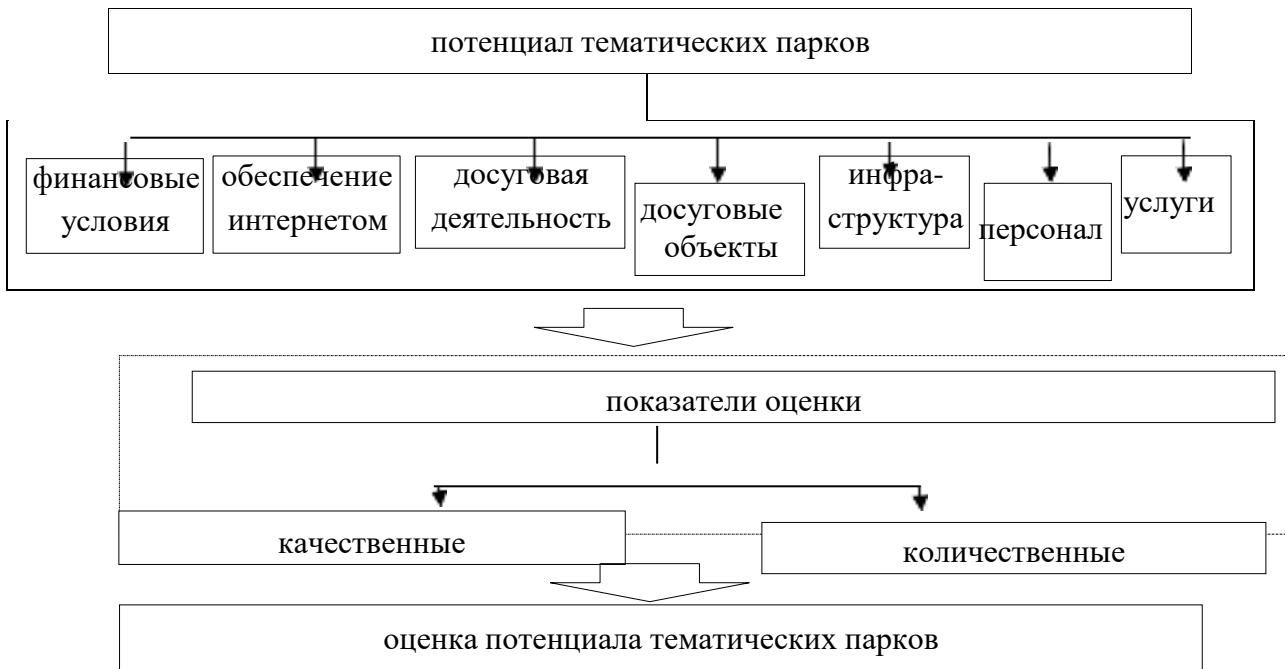 потенциал тематических парков
финансовые
условия
обеспечение
интернетом
досуговая
деятельность
досуговые
объекты
инфра-
структура
персонал
услуги
показатели оценки
качественные
количественные
оценка потенциала тематических парков